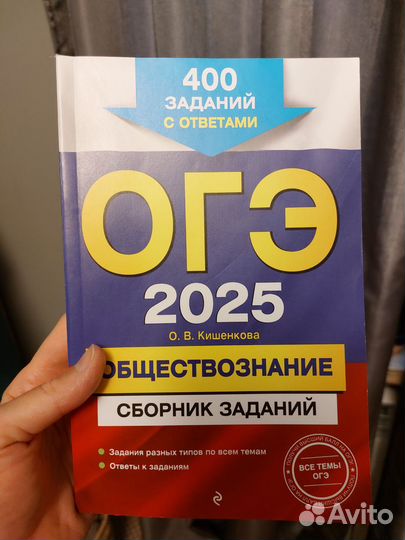 400
ЗАДАНИЙ
С ОТВЕТАМИ
ОГЭ
2025
О. В. Кишенкова
ОБЩЕСТВОЗНАНИЕ
СБОРНИК ЗАДАНИЙ
• Задания разных типов по всем темам
• Ответы к заданиям
ВСЕ ТЕМЫ
ОГЭ
Avito